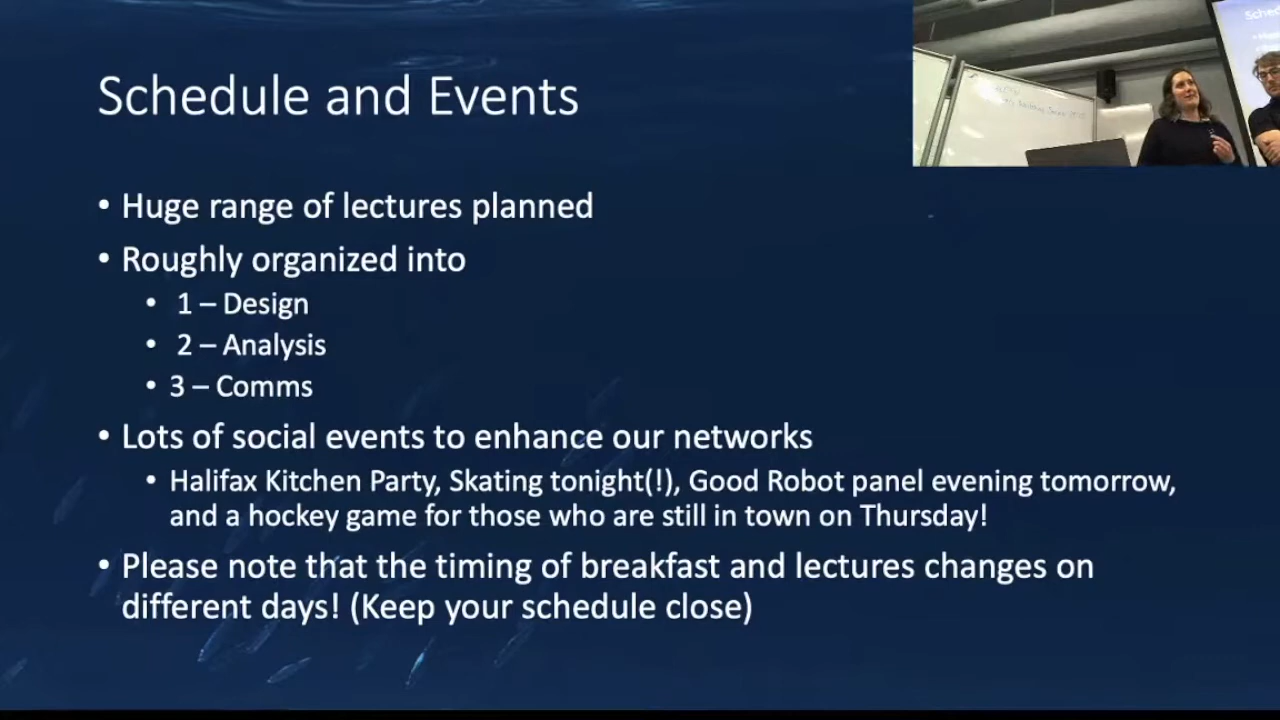 Schedule and Events
• Huge range of lectures planned
• Roughly organized into
• 1 – Design
• 2 – Analysis
• 3 – Comms
• Lots of social events to enhance our networks
• Halifax Kitchen Party, Skating tonight(!), Good Robot panel evening tomorrow,
and a hockey game for those who are still in town on Thursday!
• Please note that the timing of breakfast and lectures changes on
different days! (Keep your schedule close)